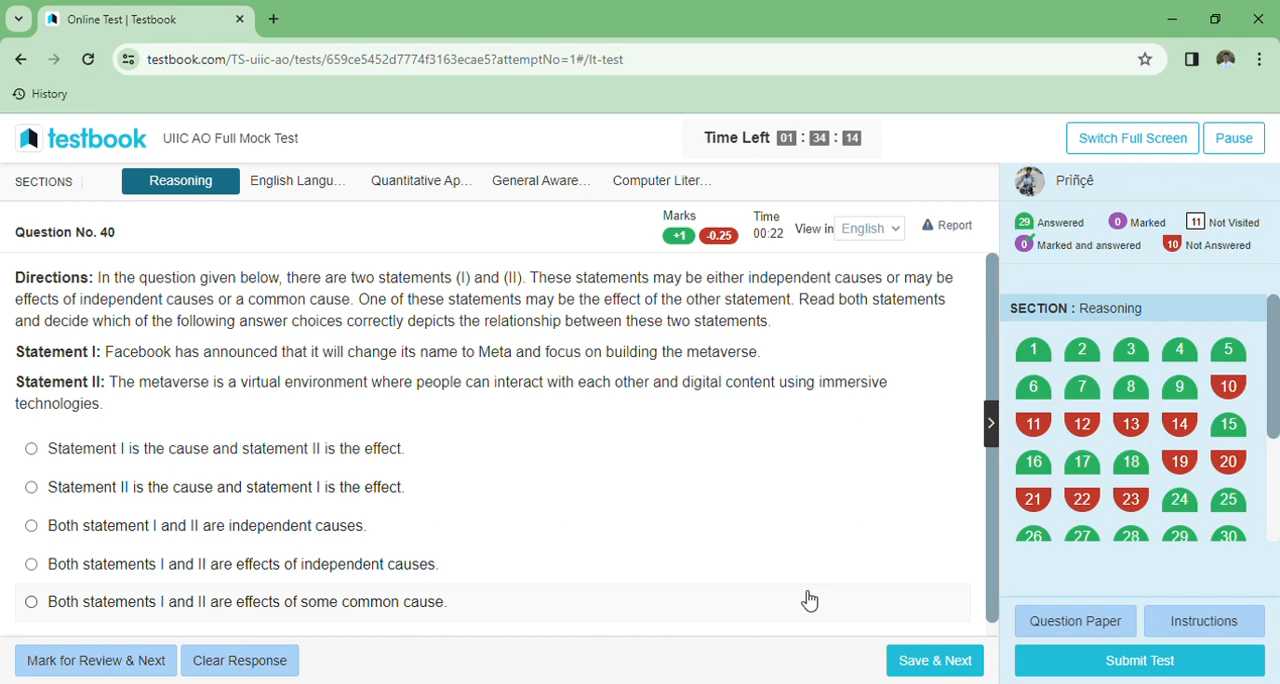 Online Test | Testbook
testbook.com/TS-uiic-ao/tests/659ce5452d7774f3163ecae5?attemptNo=1#/lt-test
History
testbook UIIC AO Full Mock Test Time Left 01 : 34 : 14 Switch Full Screen Pause
SECTIONS Reasoning English Langu... Quantitative Ap... General Aware... Computer Liter... Prïñçê
Question No. 40 Marks +1 -0.25 Time 00:22 View in English Report
29 Answered 0 Marked 11 Not Visited
0 Marked and answered 10 Not Answered
Directions: In the question given below, there are two statements (I) and (II). These statements may be either independent causes or may be
effects of independent causes or a common cause. One of these statements may be the effect of the other statement. Read both statements
and decide which of the following answer choices correctly depicts the relationship between these two statements.
Statement I: Facebook has announced that it will change its name to Meta and focus on building the metaverse.
Statement II: The metaverse is a virtual environment where people can interact with each other and digital content using immersive
technologies.
Statement I is the cause and statement II is the effect.
Statement II is the cause and statement I is the effect.
Both statement I and II are independent causes.
Both statements I and II are effects of independent causes.
Both statements I and II are effects of some common cause.
SECTION : Reasoning
1 2 3 4 5
6 7 8 9 10
11 12 13 14 15
16 17 18 19 20
21 22 23 24 25
26 27 28 29 30
Question Paper Instructions
Mark for Review & Next Clear Response Save & Next Submit Test